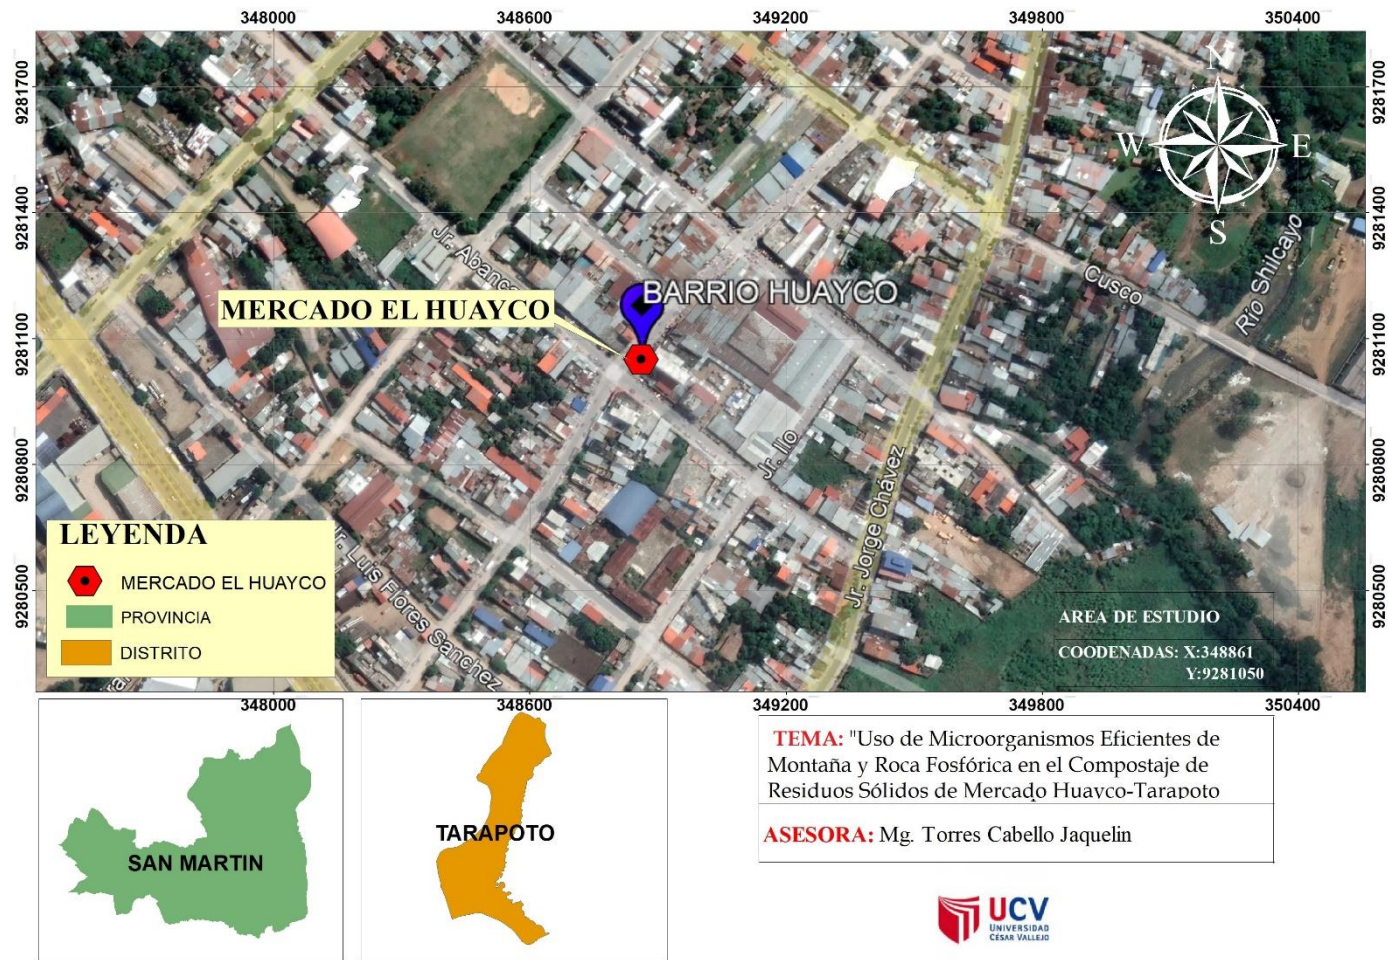 348000 348600 349200 349800 350400
9281700 9281700
9281400 9281400
9281100 9281100
9280800 9280800
9280500 9280500
N
W E
S
Jr. Abanc
Cusco
Río Shilcayo
BARRIO HUAYCO
MERCADO EL HUAYCO
Jr. Ilo
Jr. Jorge Chávez
Jr. Luis Flores Sanchez
LEYENDA
MERCADO EL HUAYCO
PROVINCIA
DISTRITO
AREA DE ESTUDIO
COODENADAS: X:348861
Y:9281050
348000 348600 349200 349800 350400
SAN MARTIN
TARAPOTO
TEMA: "Uso de Microorganismos Eficientes de
Montaña y Roca Fosfórica en el Compostaje de
Residuos Sólidos de Mercado Huayco-Tarapoto
ASESORA: Mg. Torres Cabello Jaquelin
UCV
UNIVERSIDAD
CÉSAR VALLEJO